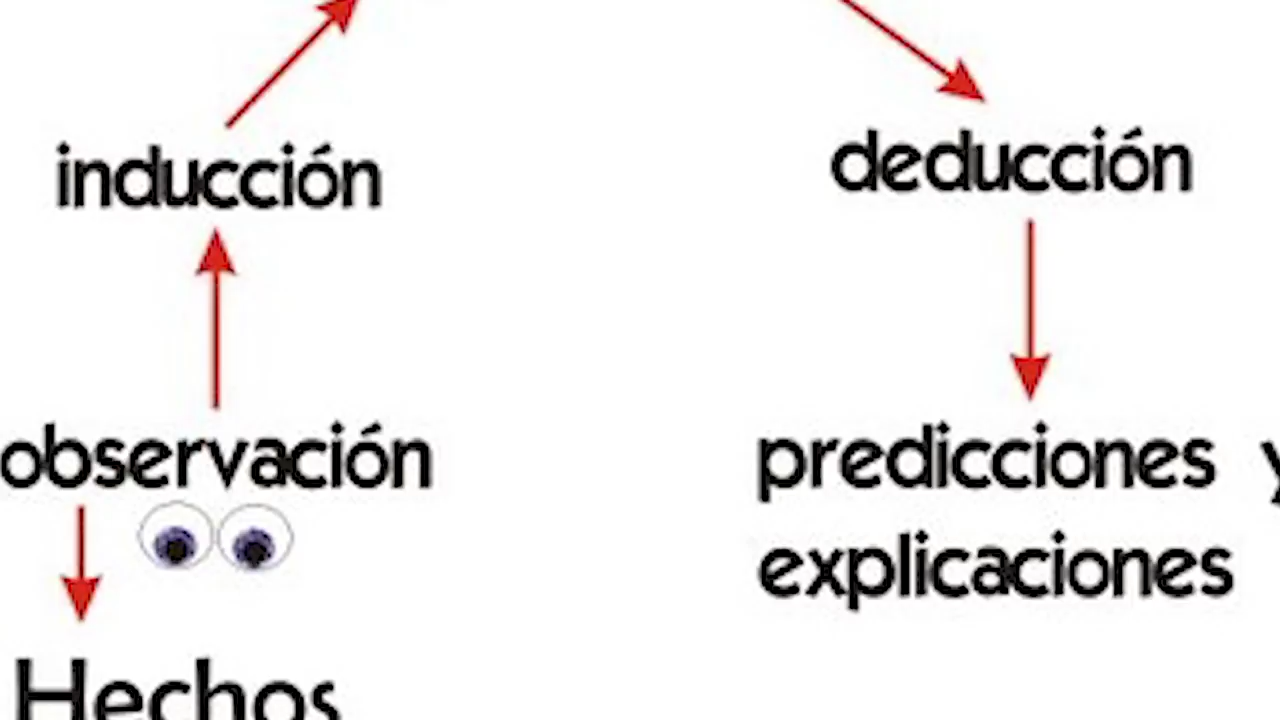 inducción
deducción
observación
predicciones y
explicaciones
Hechos